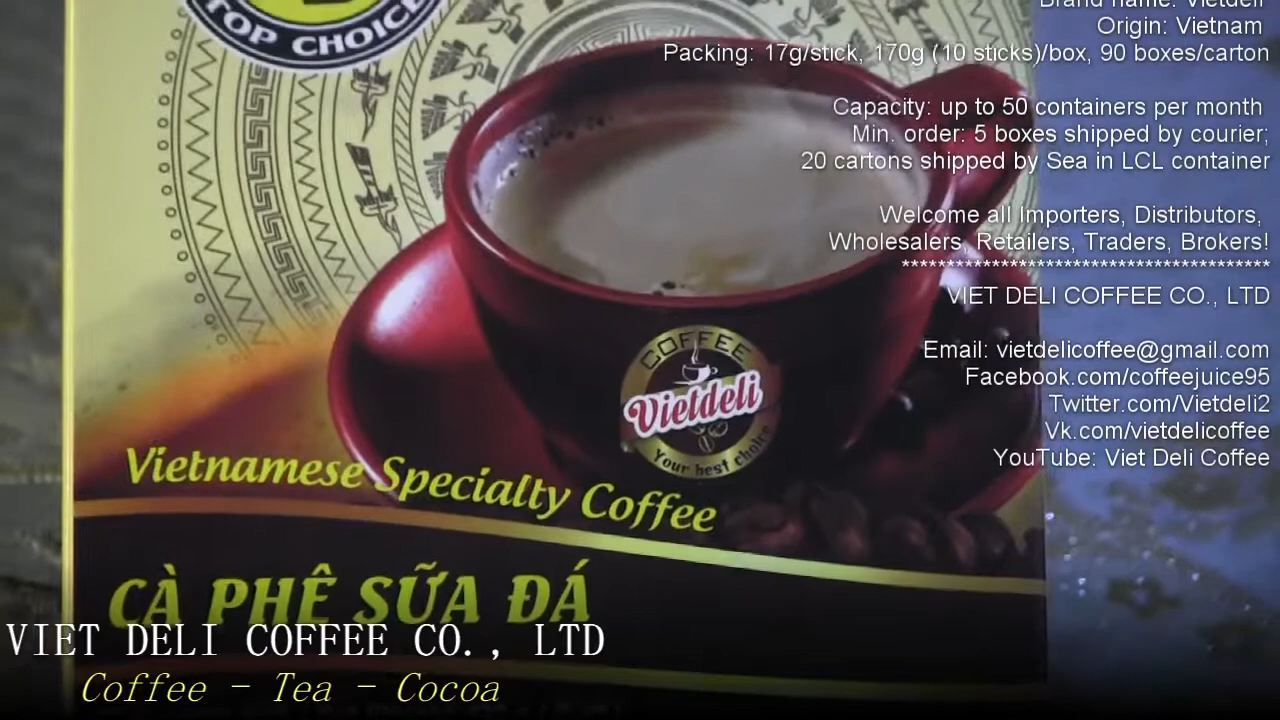 TOP CHOICE
Brand name: Vietdeli
Origin: Vietnam
Packing: 17g/stick, 170g (10 sticks)/box, 90 boxes/carton
Capacity: up to 50 containers per month
Min. order: 5 boxes shipped by courier;
20 cartons shipped by Sea in LCL container
Welcome all Importers, Distributors,
Wholesalers, Retailers, Traders, Brokers!
*****************************************
VIET DELI COFFEE CO., LTD
Email: vietdelicoffee@gmail.com
Facebook.com/coffeejuice95
Twitter.com/Vietdeli2
Vk.com/vietdelicoffee
YouTube: Viet Deli Coffee
COFFEE
Vietdeli
Your best choice
Vietnamese Specialty Coffee
CÀ PHÊ SỮA ĐÁ
VIET DELI COFFEE CO., LTD
Coffee - Tea - Cocoa